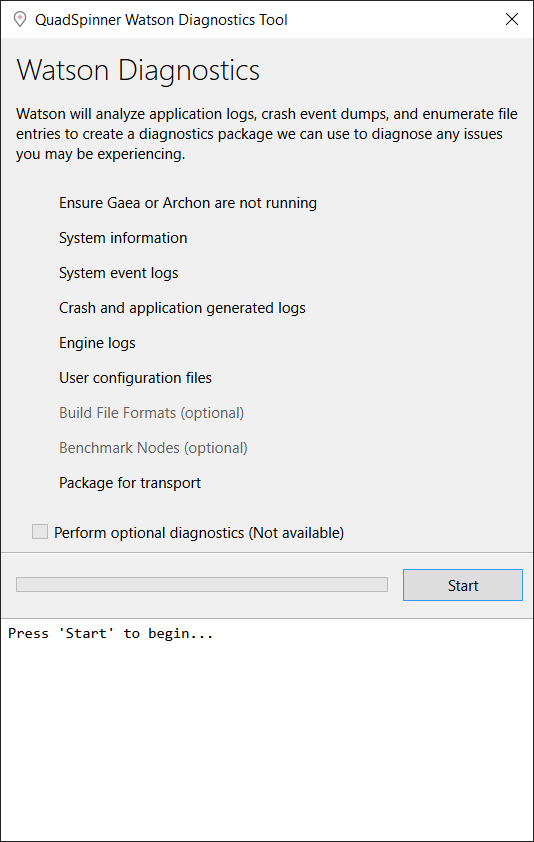 QuadSpinner Watson Diagnostics Tool
Watson Diagnostics
Watson will analyze application logs, crash event dumps, and enumerate file
entries to create a diagnostics package we can use to diagnose any issues
you may be experiencing.
Ensure Gaea or Archon are not running
System information
System event logs
Crash and application generated logs
Engine logs
User configuration files
Build File Formats (optional)
Benchmark Nodes (optional)
Package for transport
Perform optional diagnostics (Not available)
Start
Press 'Start' to begin...